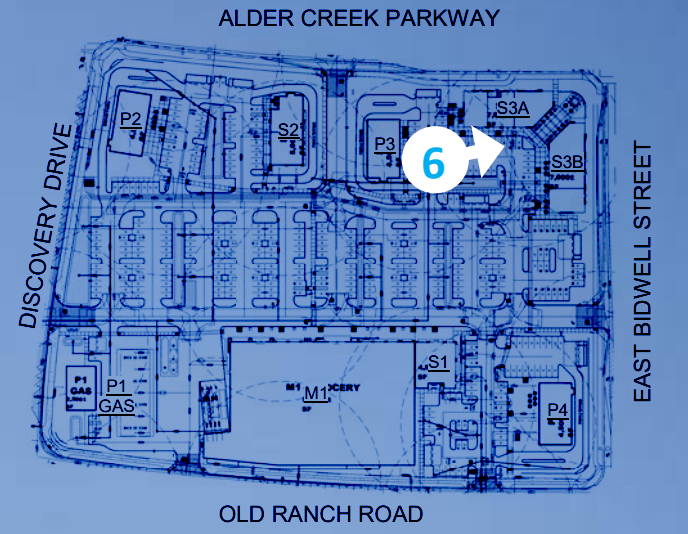 ALDER CREEK PARKWAY
S3A
P2
S2
P3
6
S3B
DISCOVERY DRIVE
EAST BIDWELL STREET
S1
P1
GAS
P1
GAS
M1
M1
P4
OLD RANCH ROAD